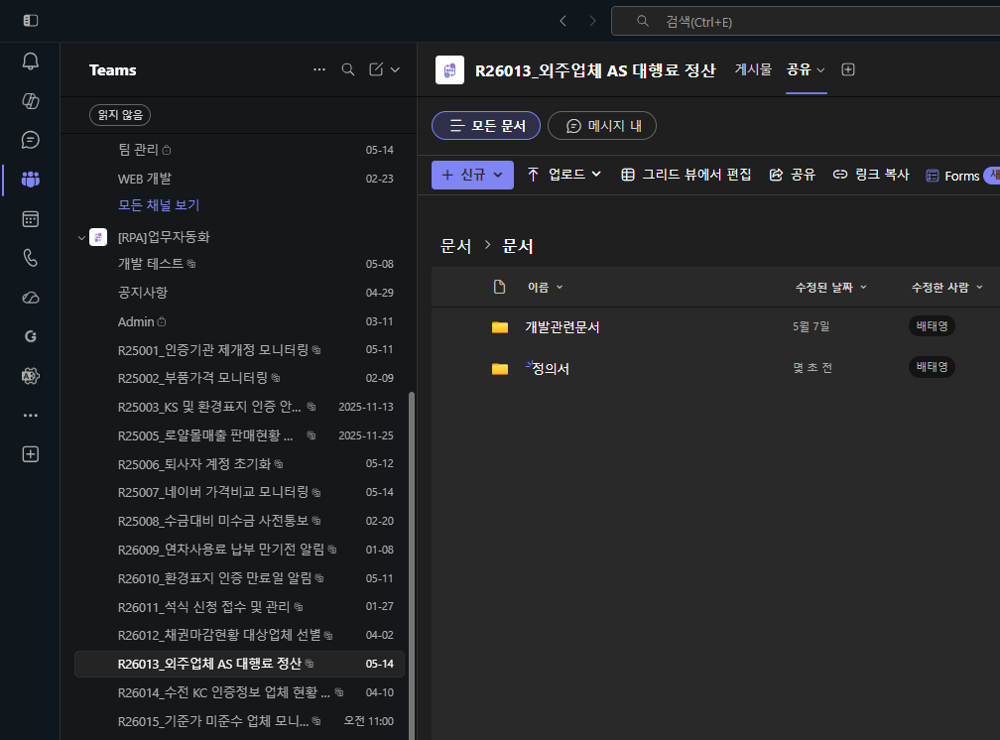 검색(Ctrl+E)
Teams
읽지 않음
팀 관리 05-14
WEB 개발 02-23
모든 채널 보기
[RPA]업무자동화
개발 테스트 05-08
공지사항 04-29
Admin 03-11
R25001_인증기관 제개정 모니터링 05-11
R25002_부품가격 모니터링 02-09
R25003_KS 및 환경표지 인증 안... 2025-11-13
R25005_로얄몰매출 판매현황 ... 2025-11-25
R25006_퇴사자 계정 초기화 05-12
R25007_네이버 가격비교 모니터링 05-14
R25008_수금대비 미수금 사전통보 02-20
R26009_연차사용료 납부 만기전 알림 01-08
R26010_환경표지 인증 만료일 알림 05-11
R26011_석식 신청 접수 및 관리 01-27
R26012_채권마감현황 대상업체 선별 04-02
R26013_외주업체 AS 대행료 정산 05-14
R26014_수전 KC 인증정보 업체 현황 ... 04-10
R26015_기준가 미준수 업체 모니... 오전 11:00
R26013_외주업체 AS 대행료 정산 게시물 공유
모든 문서 메시지 내
신규 업로드 그리드 뷰에서 편집 공유 링크 복사 Forms 새
문서 > 문서
이름 수정된 날짜 수정한 사람
개발관련문서 5월 7일 배태영
정의서 몇 초 전 배태영